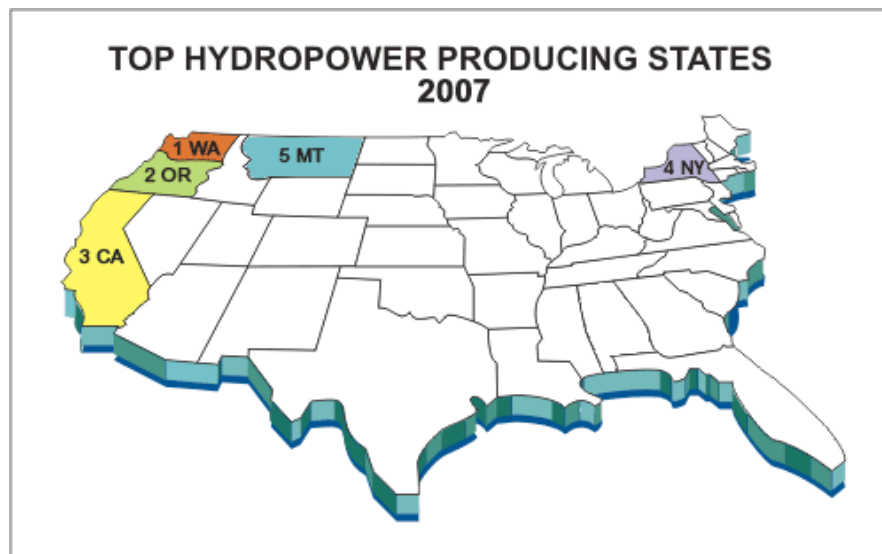 TOP HYDROPOWER PRODUCING STATES
2007
1 WA
5 MT
4 NY
2 OR
3 CA